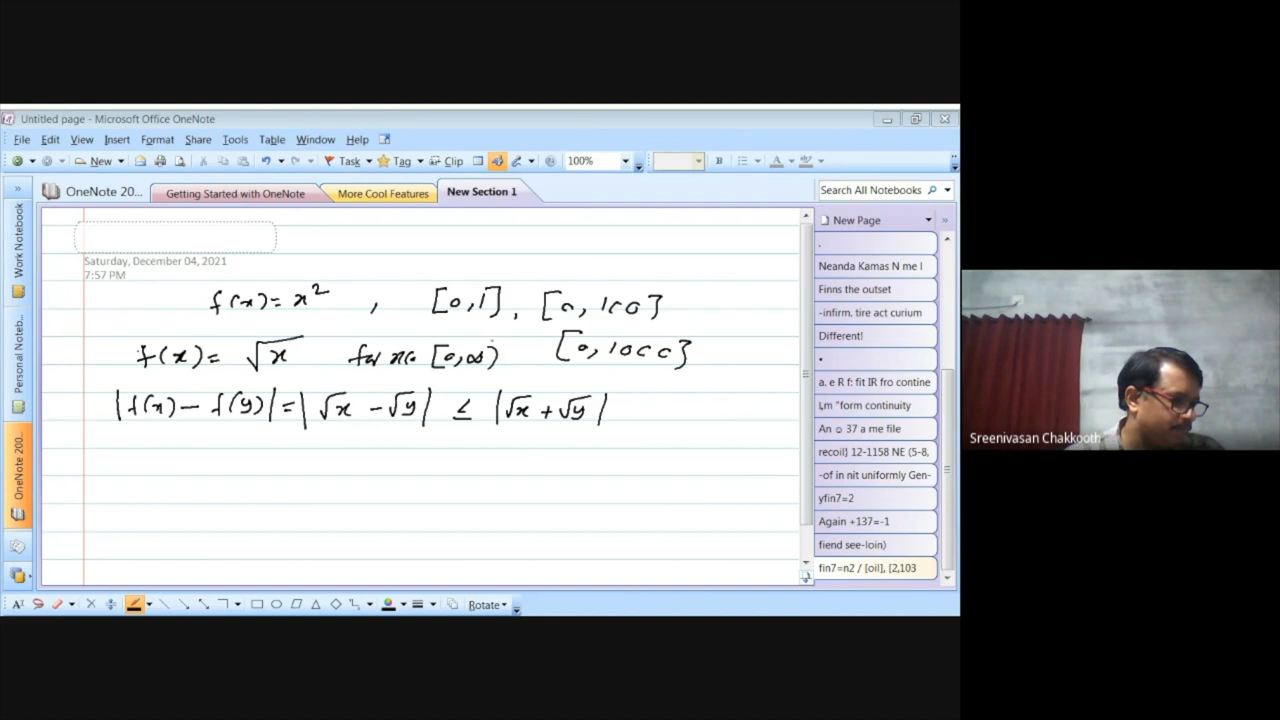 Untitled page - Microsoft Office OneNote
File Edit View Insert Format Share Tools Table Window Help
New Task Tag Clip 100% B A
OneNote 20... Getting Started with OneNote More Cool Features New Section 1 Search All Notebooks
Work Notebook
Personal Noteb...
OneNote 200...
Saturday, December 04, 2021
7:57 PM
f(x) = x² , [0,1] , [0, 100]
f(x) = √x for x∈ [0,∞) [0, 1000]
|f(x) - f(y)| = |√x - √y| ≤ |√x + √y|
New Page
.
Neanda Kamas N me l
Finns the outset
-infirm. tire act curium
Different!
•
a. e R f: fit IR fro contine
"form continuity
An ☺ 37 a me file
recoil) 12-1158 NE (5-8,
-of in nit uniformly Gen-
yfin7=2
Again +137=-1
fiend see-loin)
fin7=n2 / [oil], [2,103
Rotate
Sreenivasan Chakkooth